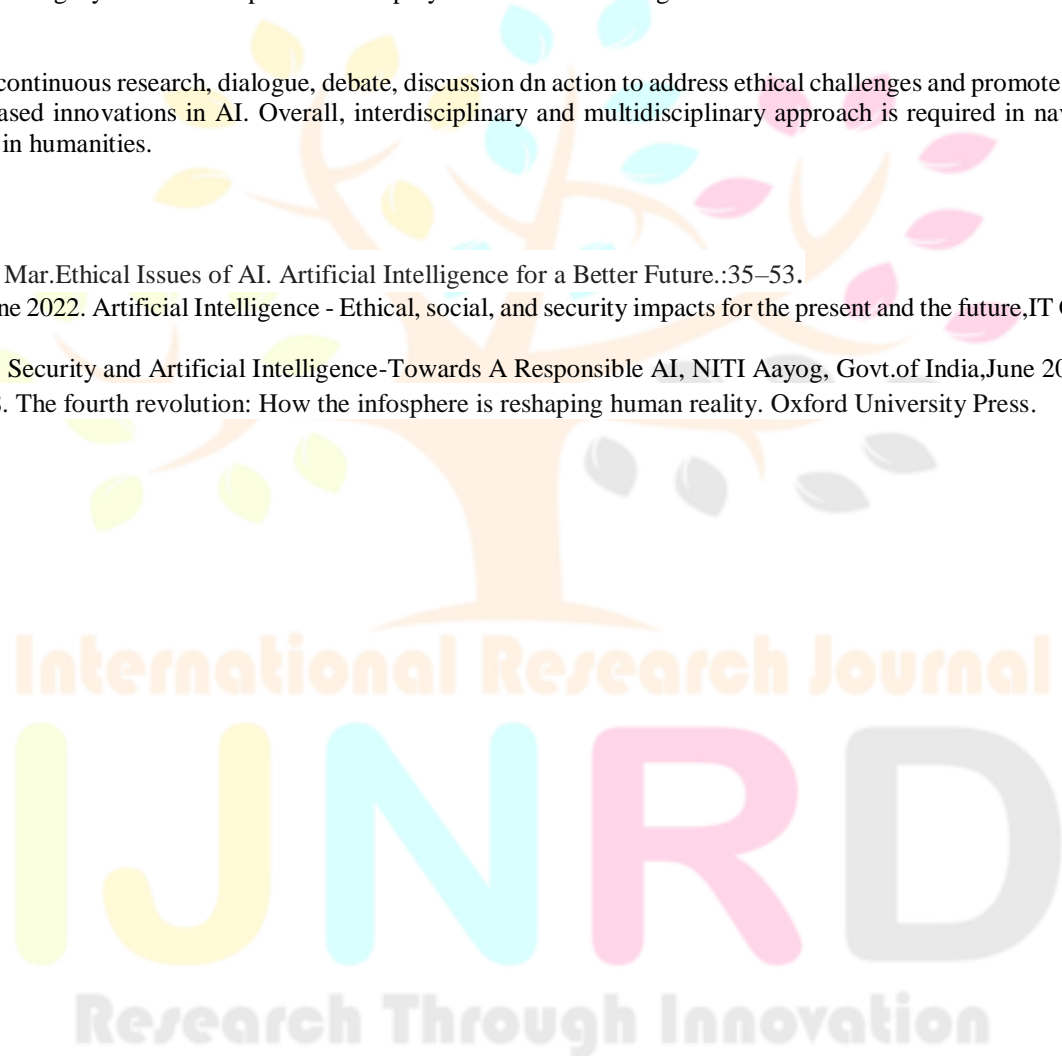 continuous research, dialogue, debate, discussion dn action to address ethical challenges and promote
ased innovations in AI. Overall, interdisciplinary and multidisciplinary approach is required in nav
in humanities.
Mar.Ethical Issues of AI. Artificial Intelligence for a Better Future.:35–53.
ne 2022. Artificial Intelligence - Ethical, social, and security impacts for the present and the future,IT
Security and Artificial Intelligence-Towards A Responsible AI, NITI Aayog, Govt.of India,June 20
. The fourth revolution: How the infosphere is reshaping human reality. Oxford University Press.
International Research Journal
IJNRD
Research Through Innovation